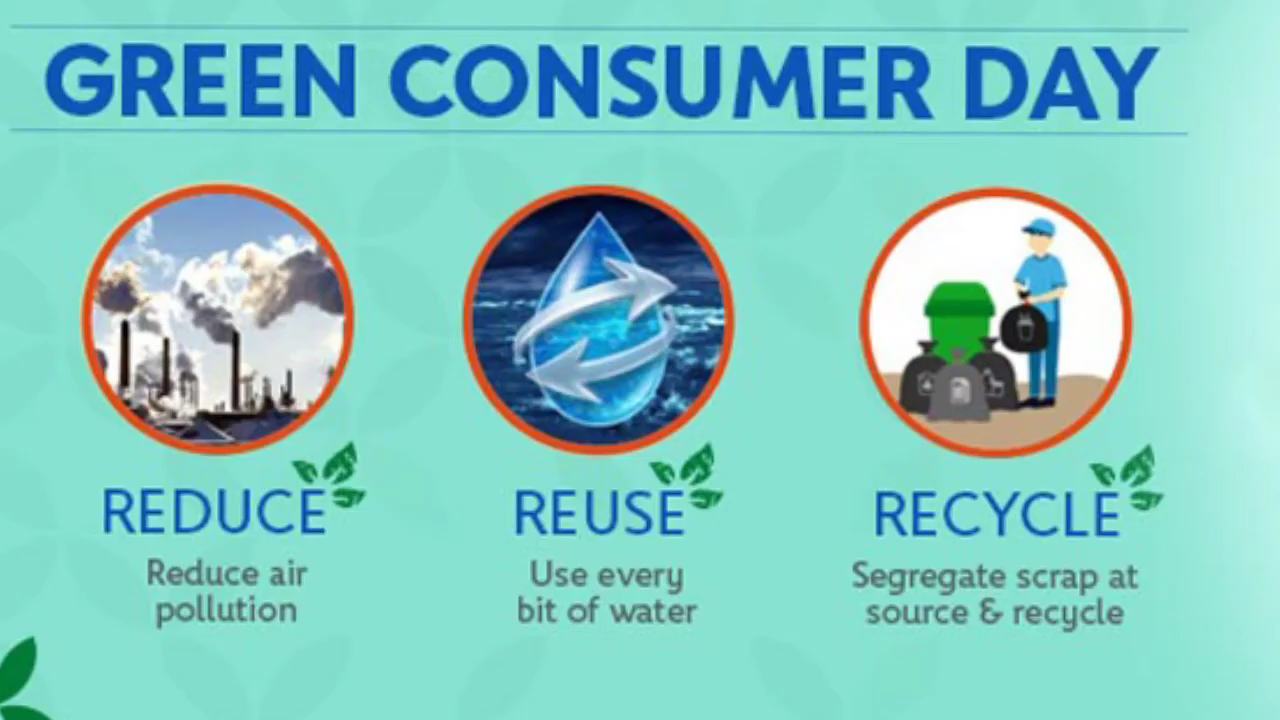 GREEN CONSUMER DAY
REDUCE
Reduce air
pollution
REUSE
Use every
bit of water
RECYCLE
Segregate scrap at
source & recycle